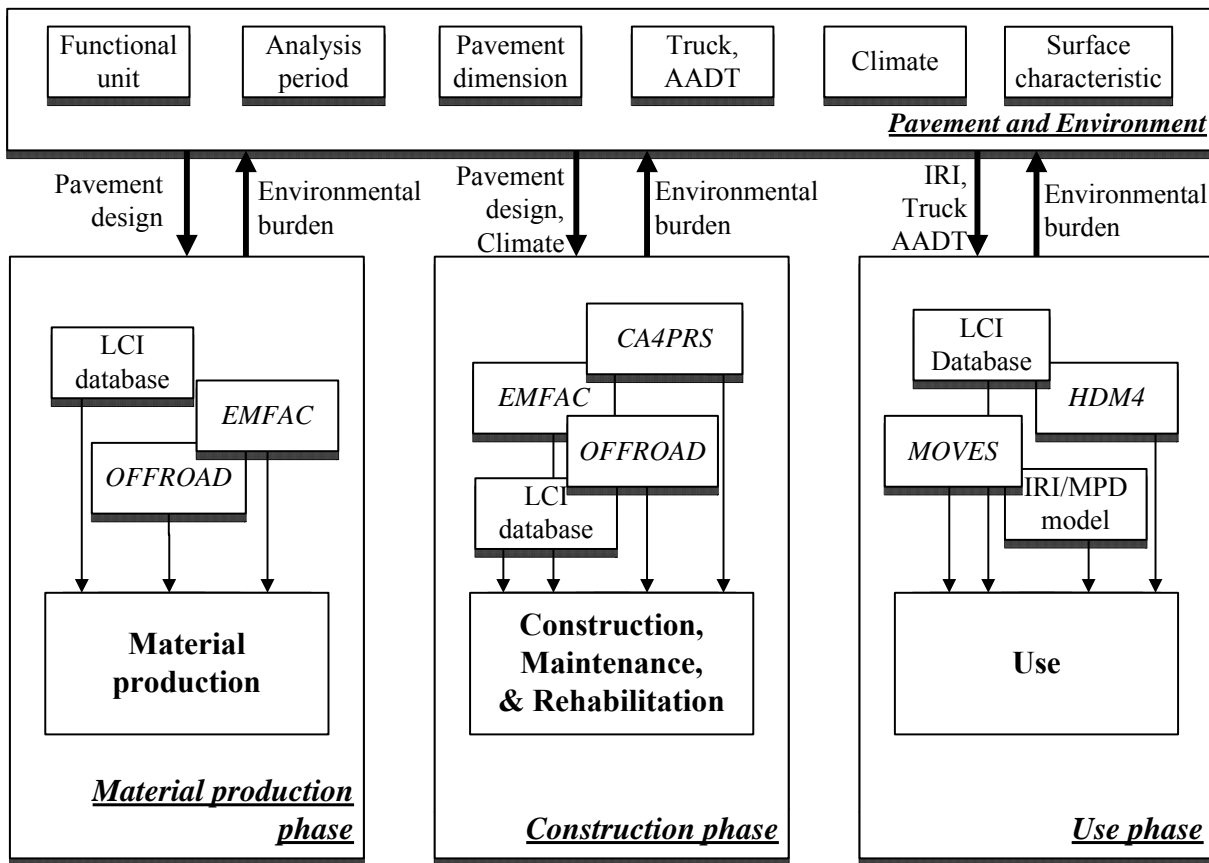 Functional
unit
Analysis
period
Pavement
dimension
Truck,
AADT
Climate
Surface
characteristic
Pavement and Environment
Pavement
design
Environmental
burden
Pavement
design,
Climate
Environmental
burden
IRI,
Truck
AADT
Environmental
burden
LCI
database
EMFAC
OFFROAD
Material
production
Material production
phase
CA4PRS
EMFAC
OFFROAD
LCI
database
Construction,
Maintenance,
& Rehabilitation
Construction phase
LCI
Database
HDM4
MOVES
IRI/MPD
model
Use
Use phase